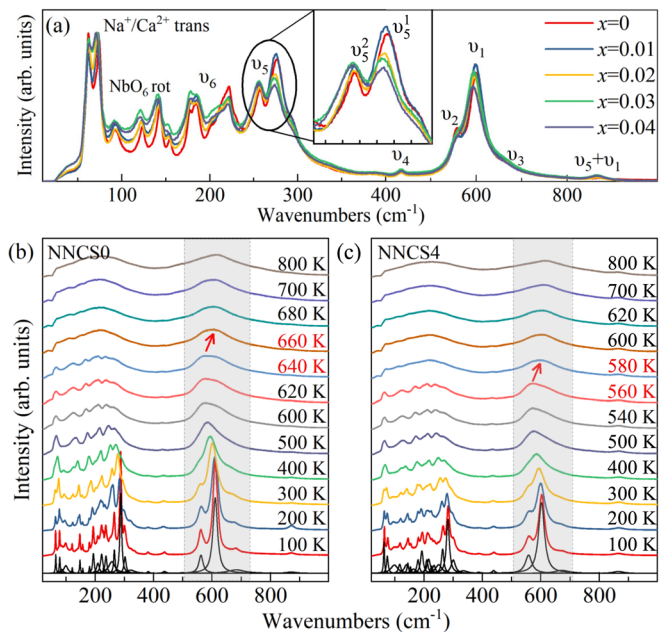 (a)
Na⁺/Ca²⁺ trans
NbO₆ rot
υ₆
υ₅
υ₅²
υ₅¹
υ₄
υ₂
υ₁
υ₃
υ₅+υ₁
x=0
x=0.01
x=0.02
x=0.03
x=0.04
Intensity (arb. units)
100 200 300 400 500 600 800
Wavenumbers (cm⁻¹)
(b) NNCS0
800 K
700 K
680 K
660 K
640 K
620 K
600 K
500 K
400 K
300 K
200 K
100 K
Intensity (arb. units)
200 400 600 800
Wavenumbers (cm⁻¹)
(c) NNCS4
800 K
700 K
620 K
600 K
580 K
560 K
540 K
500 K
400 K
300 K
200 K
100 K
200 400 600 800
Wavenumbers (cm⁻¹)